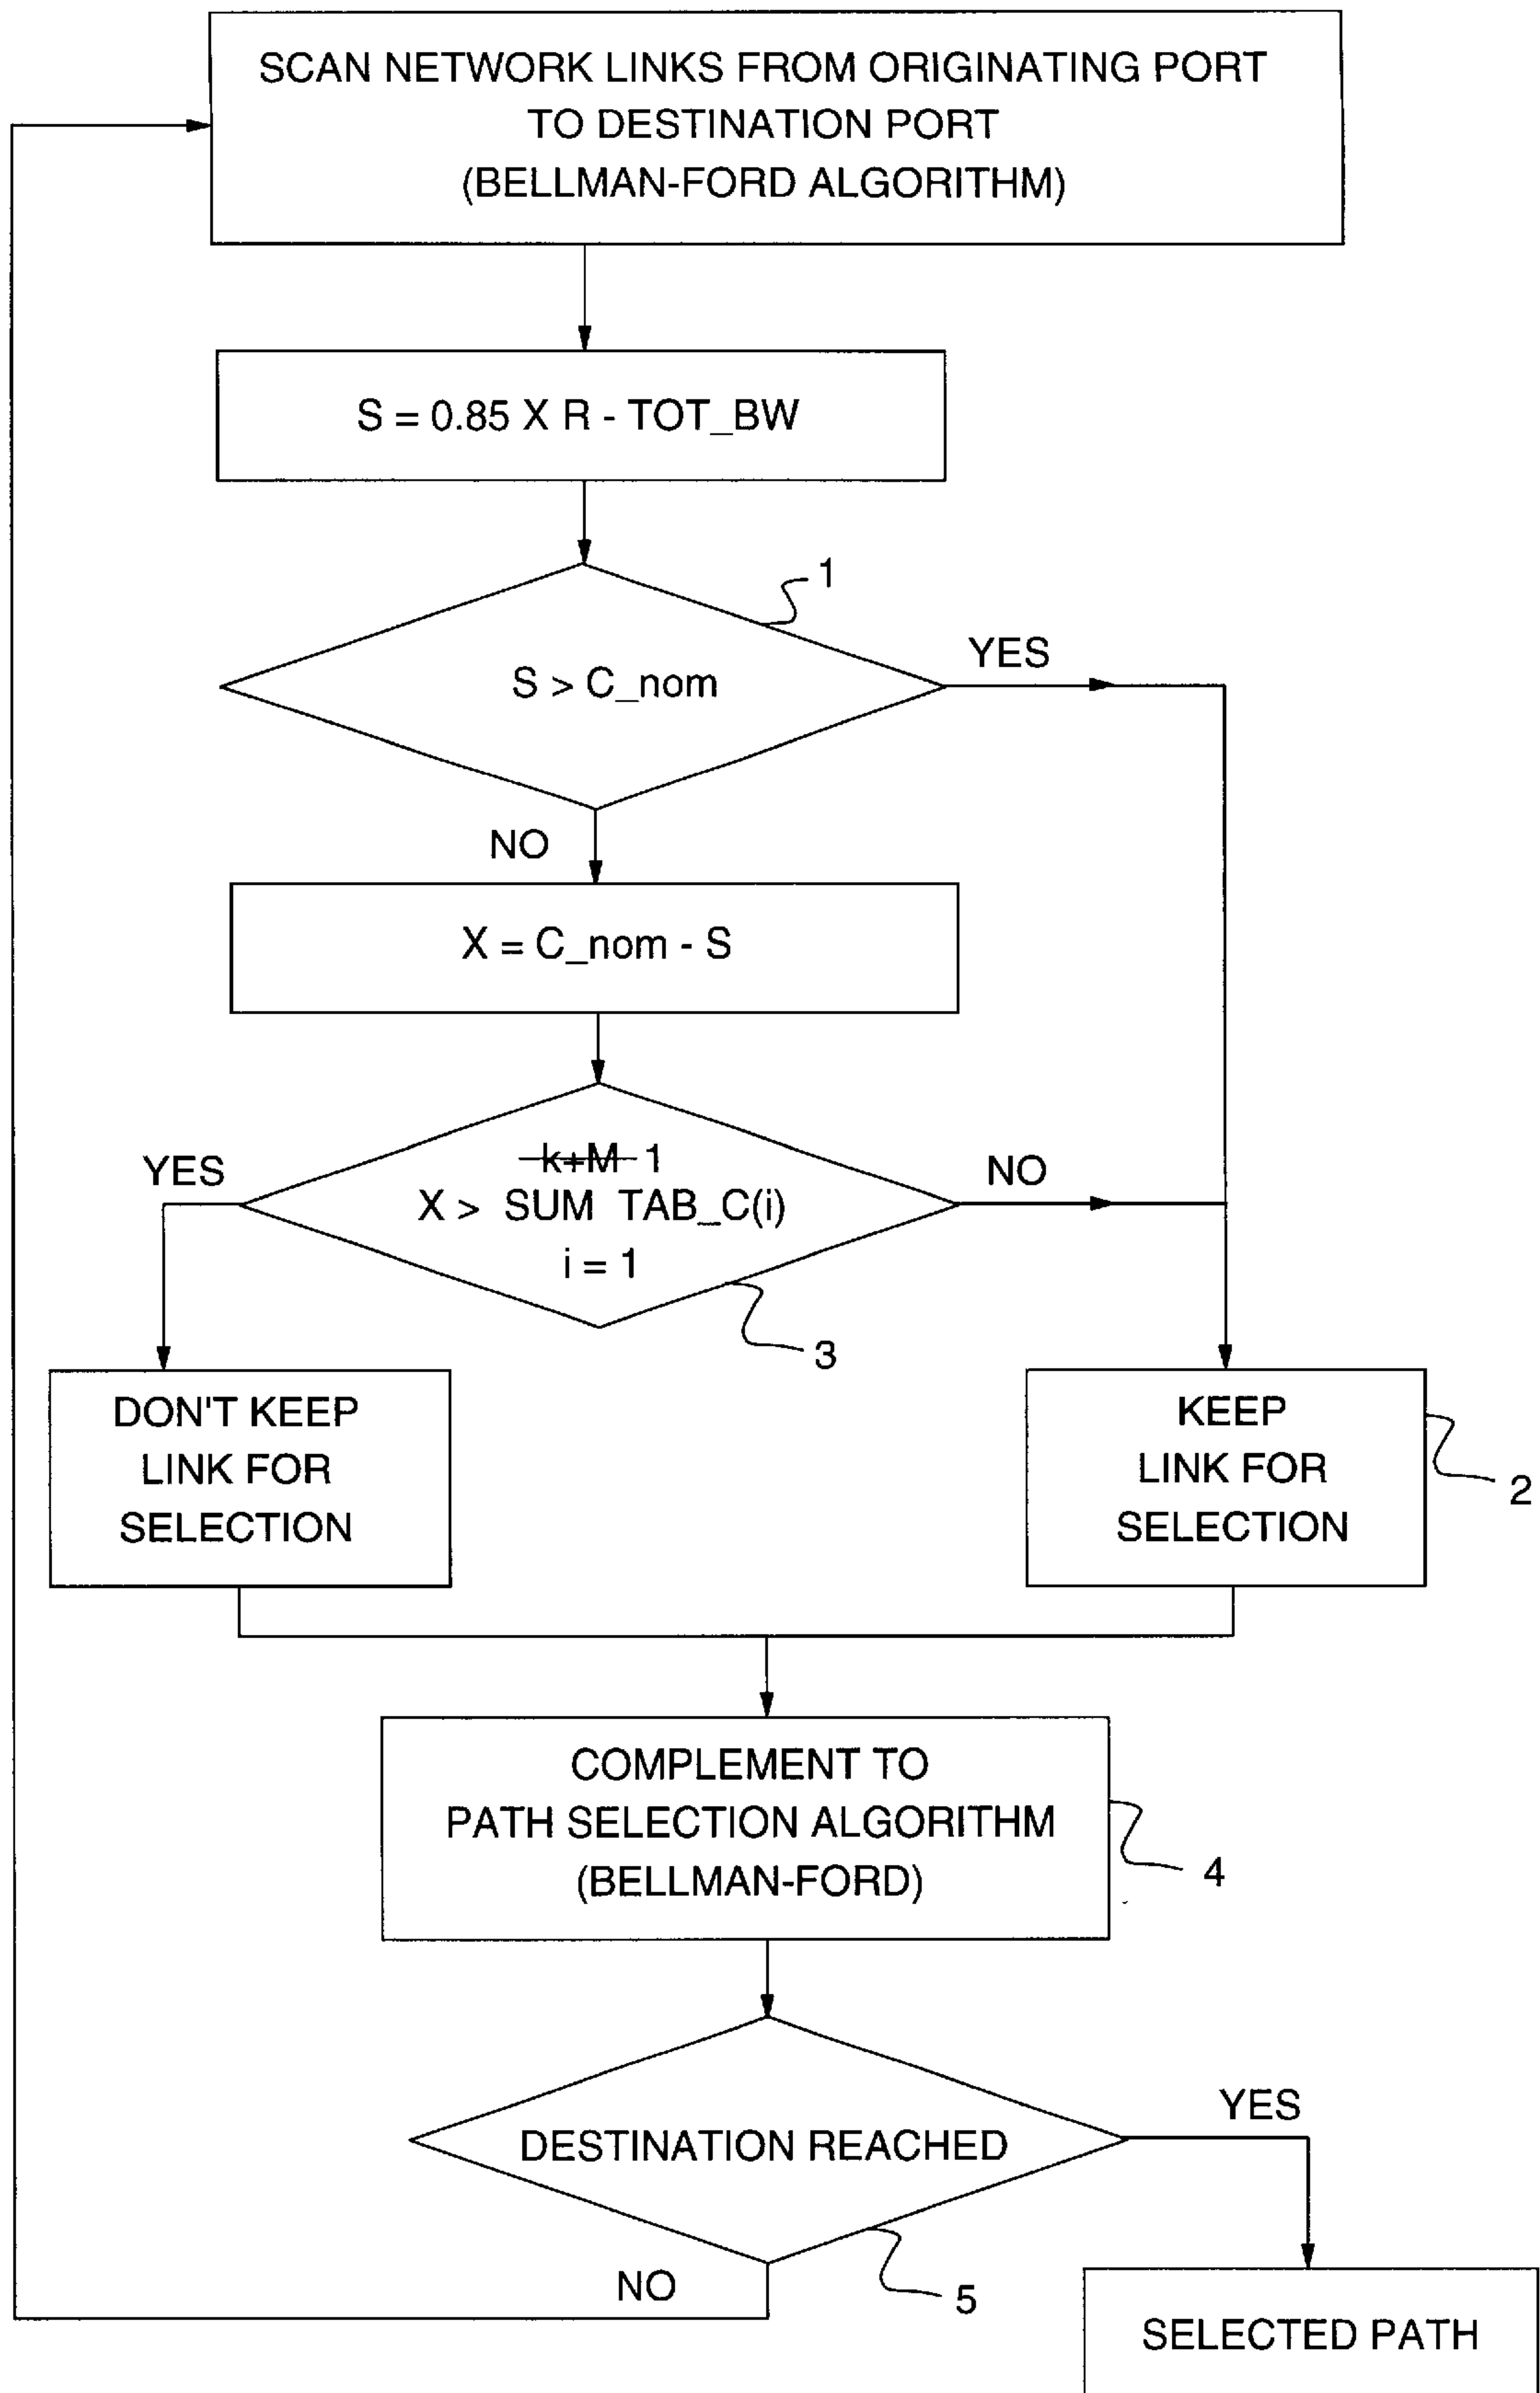 SCAN NETWORK LINKS FROM ORIGINATING PORT
TO DESTINATION PORT
(BELLMAN-FORD ALGORITHM)
S = 0.85 X R - TOT_BW
1
S > C_nom
YES
NO
X = C_nom - S
YES
k+M 1
NO
X > SUM TAB_C(i)
i = 1
3
DON'T KEEP
LINK FOR
SELECTION
KEEP
LINK FOR
SELECTION
2
COMPLEMENT TO
PATH SELECTION ALGORITHM
(BELLMAN-FORD)
4
DESTINATION REACHED
YES
NO
5
SELECTED PATH